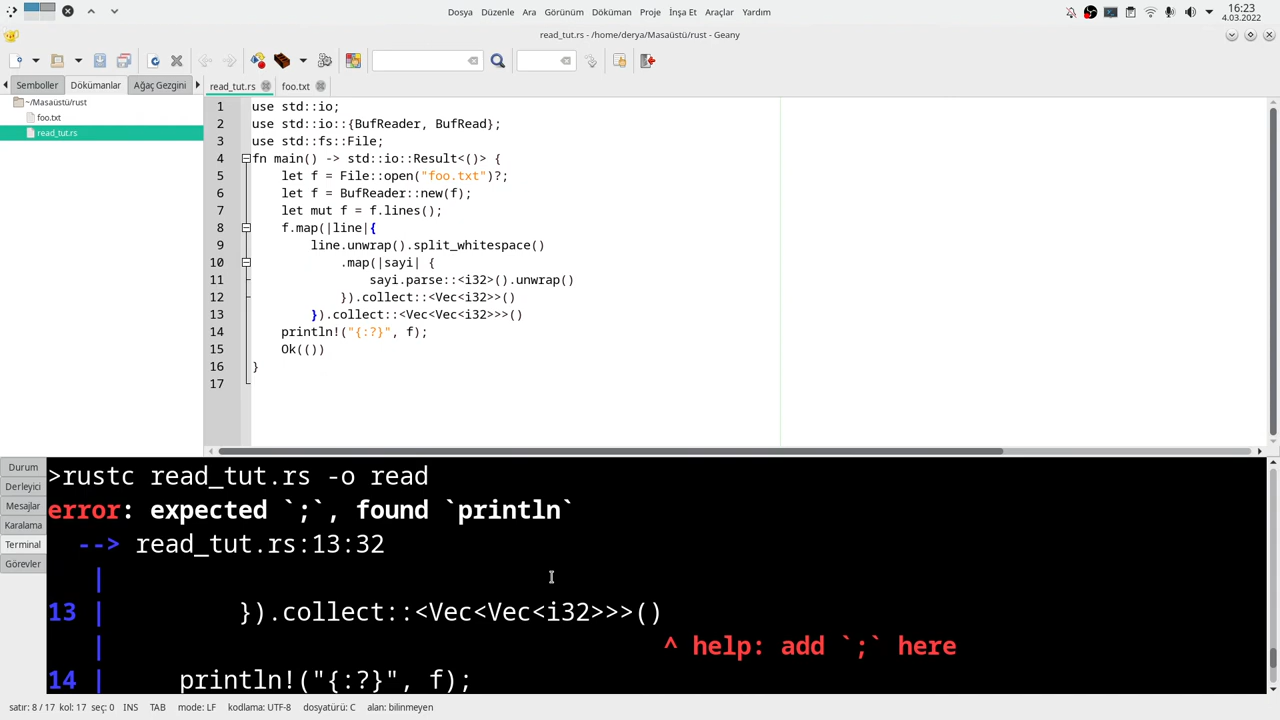 Dosya Düzenle Ara Görünüm Döküman Proje İnşa Et Araçlar Yardım
16:23
4.03.2022
read_tut.rs - /home/derya/Masaüstü/rust - Geany
Semboller Dökümanlar Ağaç Gezgini
read_tut.rs foo.txt
~/Masaüstü/rust
foo.txt
read_tut.rs
1 use std::io;
2 use std::io::{BufReader, BufRead};
3 use std::fs::File;
4 fn main() -> std::io::Result<()> {
5 let f = File::open("foo.txt")?;
6 let f = BufReader::new(f);
7 let mut f = f.lines();
8 f.map(|line|{
9 line.unwrap().split_whitespace()
10 .map(|sayi| {
11 sayi.parse::<i32>().unwrap()
12 }).collect::<Vec<i32>>()
13 }).collect::<Vec<Vec<i32>>>()
14 println!("{:?}", f);
15 Ok(())
16 }
17
Durum
Derleyici
Mesajlar
Karalama
Terminal
Görevler
>rustc read_tut.rs -o read
error: expected `;`, found `println`
--> read_tut.rs:13:32
|
13 | }).collect::<Vec<Vec<i32>>>()
| ^ help: add `;` here
14 | println!("{:?}", f);
satır: 8 / 17 kol: 17 seç: 0 INS TAB mode: LF kodlama: UTF-8 dosyatürü: C alan: bilinmeyen